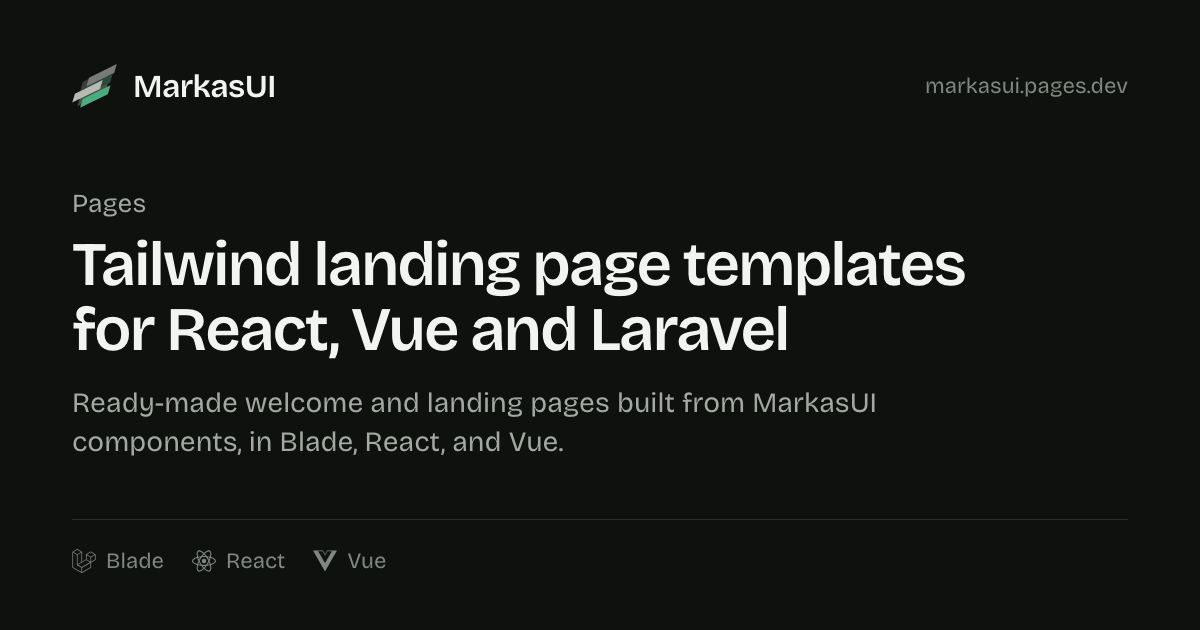 MarkasUI
markasui.pages.dev
Pages
Tailwind landing page templates
for React, Vue and Laravel
Ready-made welcome and landing pages built from MarkasUI
components, in Blade, React, and Vue.
Blade React Vue